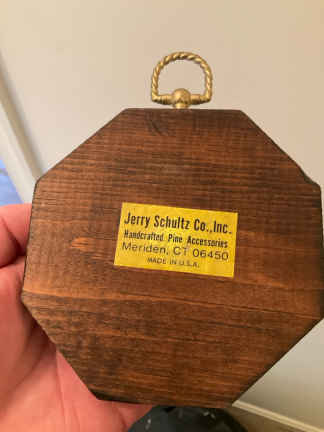 Jerry Schultz Co., Inc.
Handcrafted Pine Accessories
Meriden, CT 06450
MADE IN U.S.A.